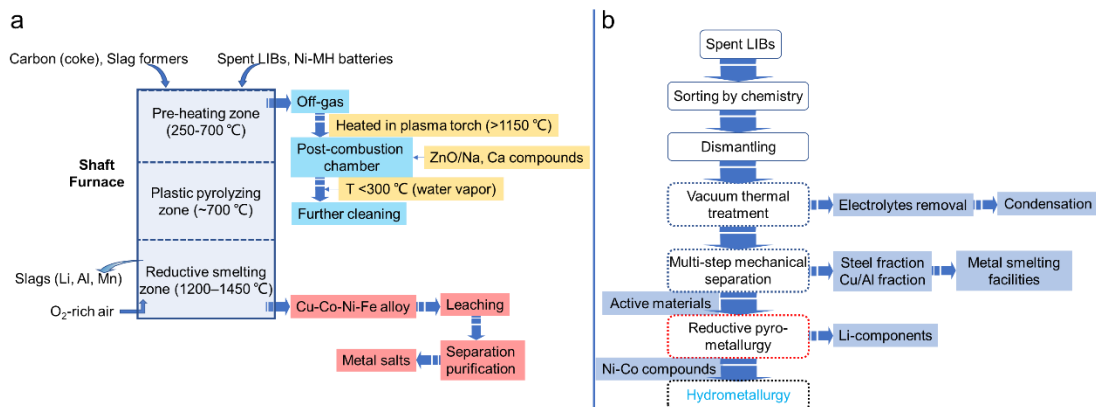 a
Carbon (coke), Slag formers
Spent LIBs, Ni-MH batteries
Shaft
Furnace
Pre-heating zone
(250-700 ℃)
Plastic pyrolyzing
zone (~700 ℃)
Reductive smelting
zone (1200–1450 ℃)
Slags (Li, Al, Mn)
O₂-rich air
Off-gas
Heated in plasma torch (>1150 ℃)
Post-combustion
chamber
ZnO/Na, Ca compounds
T <300 ℃ (water vapor)
Further cleaning
Cu-Co-Ni-Fe alloy
Leaching
Separation
purification
Metal salts
b
Spent LIBs
Sorting by chemistry
Dismantling
Vacuum thermal
treatment
Electrolytes removal
Condensation
Multi-step mechanical
separation
Steel fraction
Cu/Al fraction
Metal smelting
facilities
Active materials
Reductive pyro-
metallurgy
Li-components
Ni-Co compounds
Hydrometallurgy